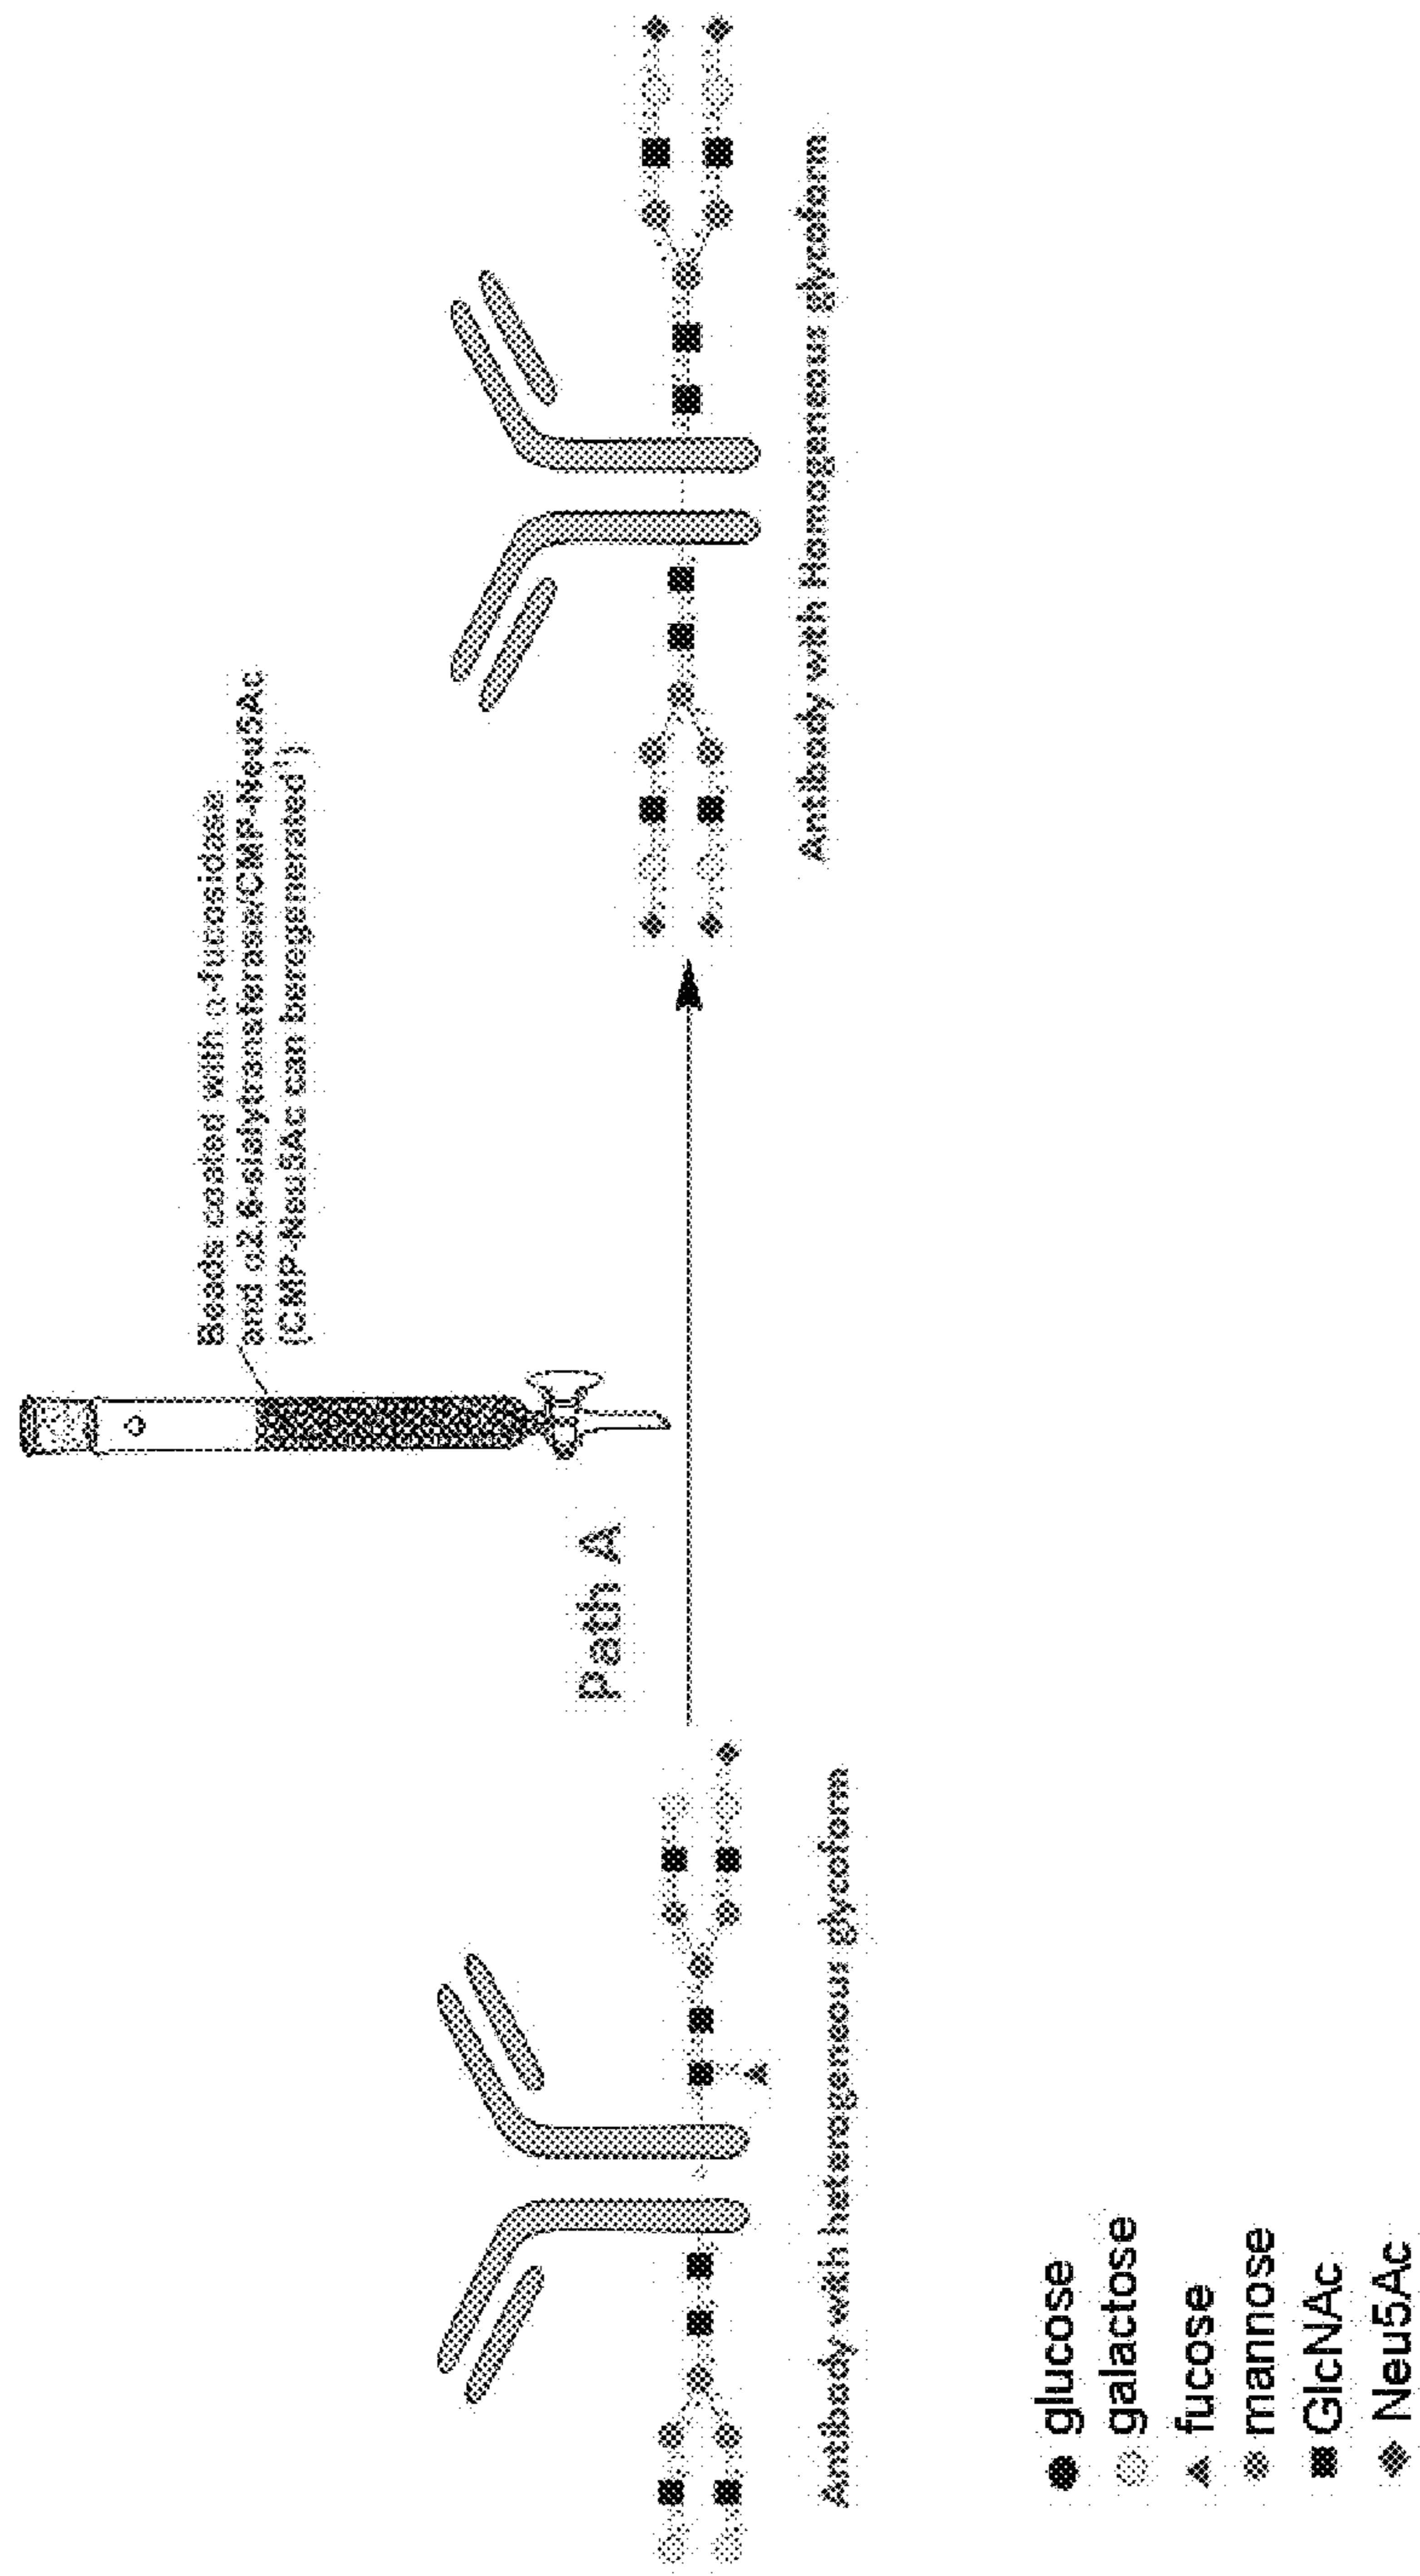 Beads coated with α-fucosidase
and α2,6-sialytransferase/CMP-Neu5Ac
(CMP-Neu5Ac can beregenerated!)
Path A
Antibody with heterogeneous glycoform
Antibody with Homogeneous glycoform
glucose
galactose
fucose
mannose
GlcNAc
Neu5Ac